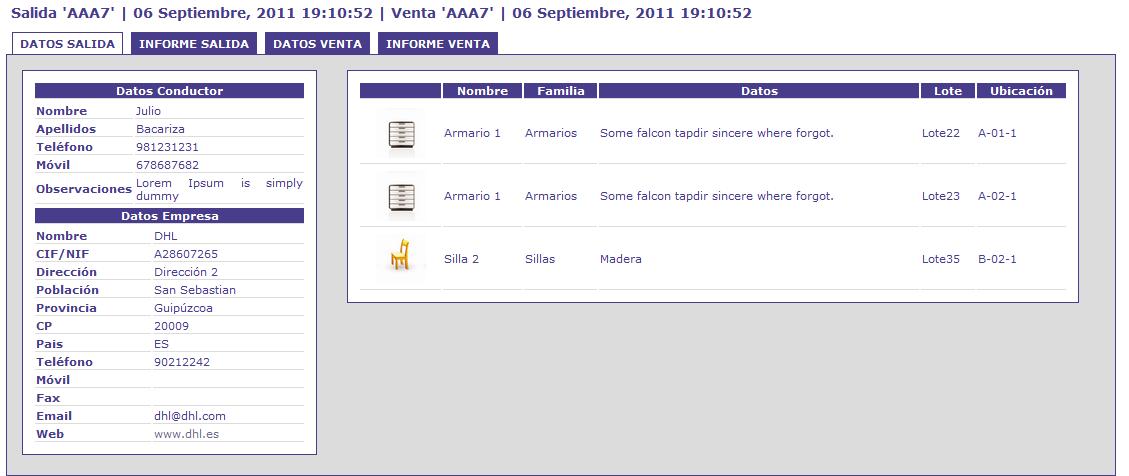 Salida 'AAA7' | 06 Septiembre, 2011 19:10:52 | Venta 'AAA7' | 06 Septiembre, 2011 19:10:52
DATOS SALIDA INFORME SALIDA DATOS VENTA INFORME VENTA
Datos Conductor
Nombre Julio
Apellidos Bacariza
Teléfono 981231231
Móvil 678687682
Observaciones Lorem Ipsum is simply
dummy
Datos Empresa
Nombre DHL
CIF/NIF A28607265
Dirección Dirección 2
Población San Sebastian
Provincia Guipúzcoa
CP 20009
Pais ES
Teléfono 90212242
Móvil
Fax
Email dhl@dhl.com
Web www.dhl.es
Nombre Familia Datos Lote Ubicación
Armario 1 Armarios Some falcon tapdir sincere where forgot. Lote22 A-01-1
Armario 1 Armarios Some falcon tapdir sincere where forgot. Lote23 A-02-1
Silla 2 Sillas Madera Lote35 B-02-1